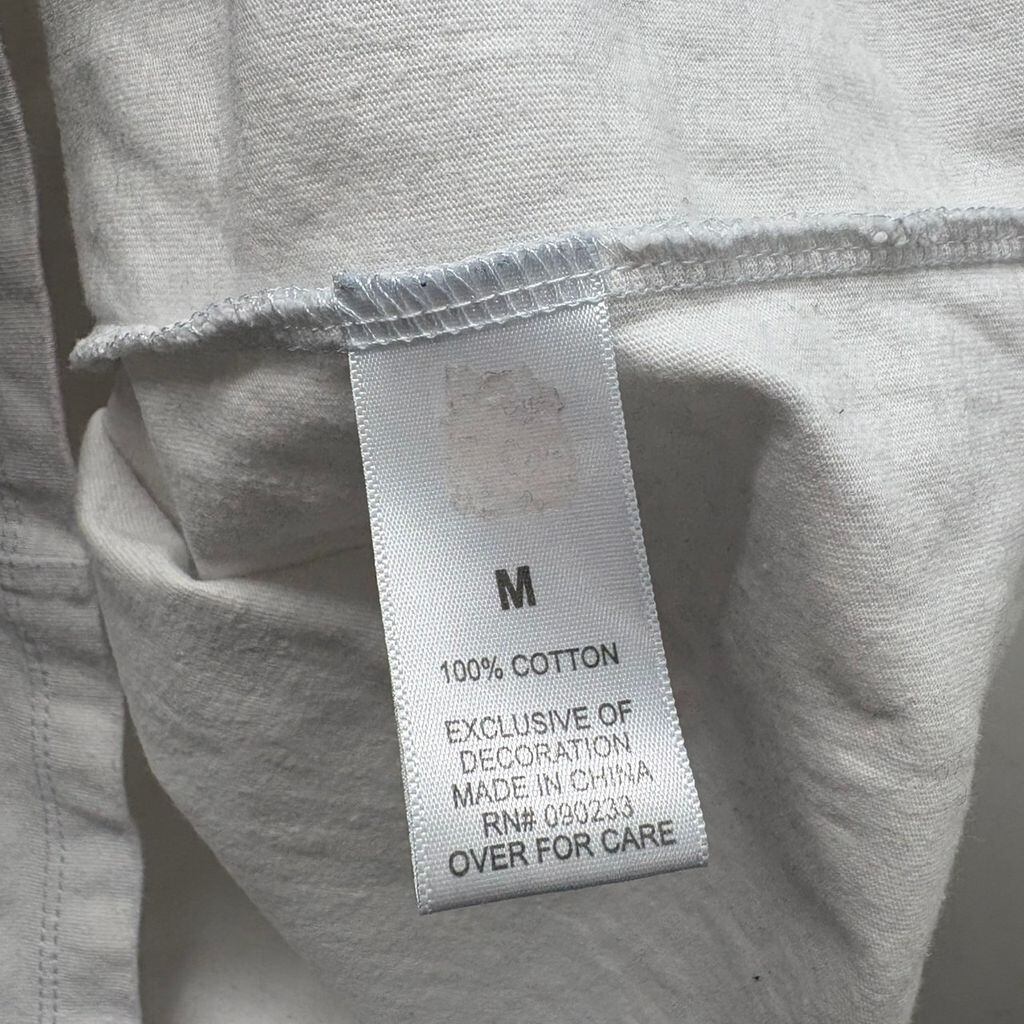 M
100% COTTON
EXCLUSIVE OF
DECORATION
MADE IN CHINA
RN# 090233
OVER FOR CARE